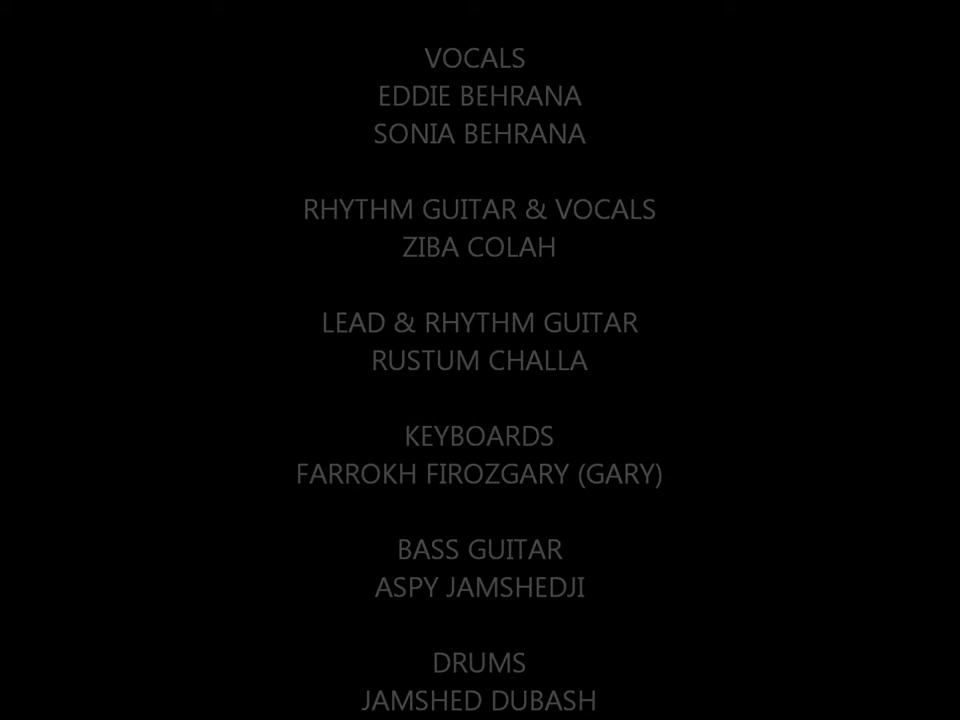 VOCALS
EDDIE BEHRANA
SONIA BEHRANA
RHYTHM GUITAR & VOCALS
ZIBA COLAH
LEAD & RHYTHM GUITAR
RUSTUM CHALLA
KEYBOARDS
FARROKH FIROZGARY (GARY)
BASS GUITAR
ASPY JAMSHEDJI
DRUMS
JAMSHED DUBASH